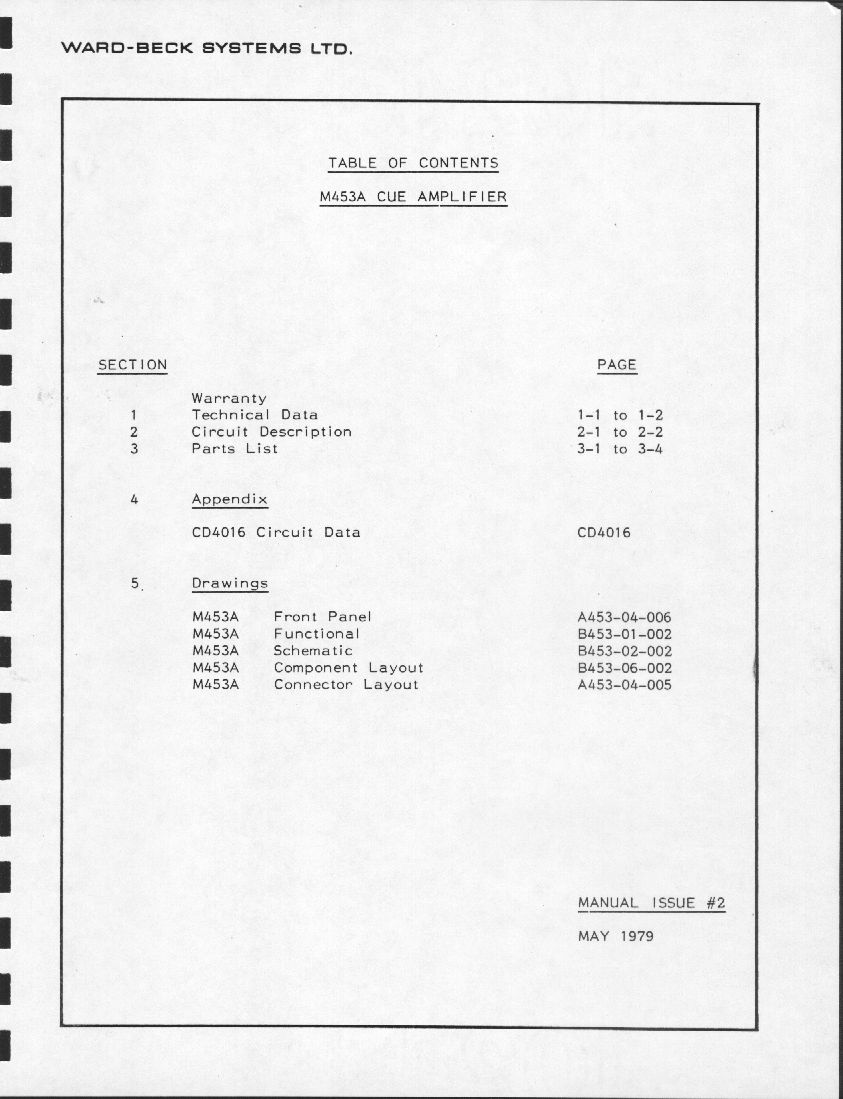 WARD-BECK SYSTEMS LTD.
TABLE OF CONTENTS
M453A CUE AMPLIFIER
SECTION PAGE
Warranty
1 Technical Data 1-1 to 1-2
2 Circuit Description 2-1 to 2-2
3 Parts List 3-1 to 3-4
4 Appendix
CD4016 Circuit Data CD4016
5. Drawings
M453A Front Panel A453-04-006
M453A Functional B453-01-002
M453A Schematic B453-02-002
M453A Component Layout B453-06-002
M453A Connector Layout A453-04-005
MANUAL ISSUE #2
MAY 1979